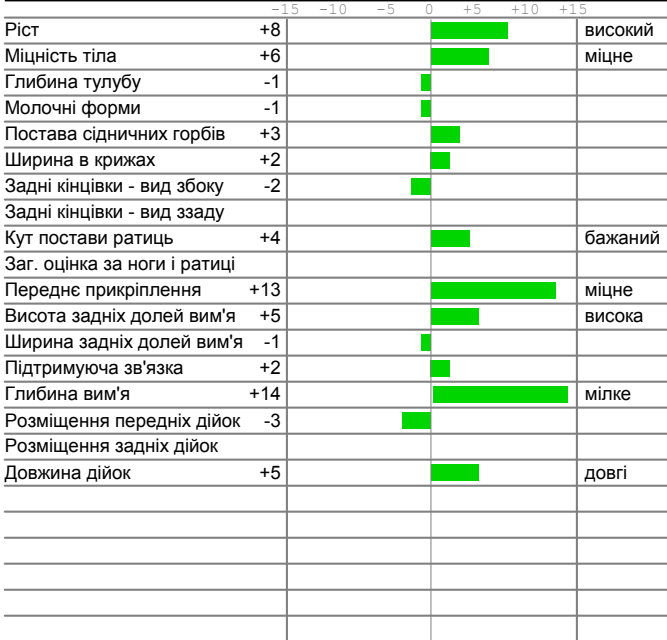 -15 -10 -5 0 +5 +10 +15
Ріст +8 високий
Міцність тіла +6 міцне
Глибина тулубу -1
Молочні форми -1
Постава сідничних горбів +3
Ширина в крижах +2
Задні кінцівки - вид збоку -2
Задні кінцівки - вид ззаду
Кут постави ратиць +4 бажаний
Заг. оцінка за ноги і ратиці
Переднє прикріплення +13 міцне
Висота задніх долей вим'я +5 висока
Ширина задніх долей вим'я -1
Підтримуюча зв'язка +2
Глибина вим'я +14 мілке
Розміщення передніх дійок -3
Розміщення задніх дійок
Довжина дійок +5 довгі